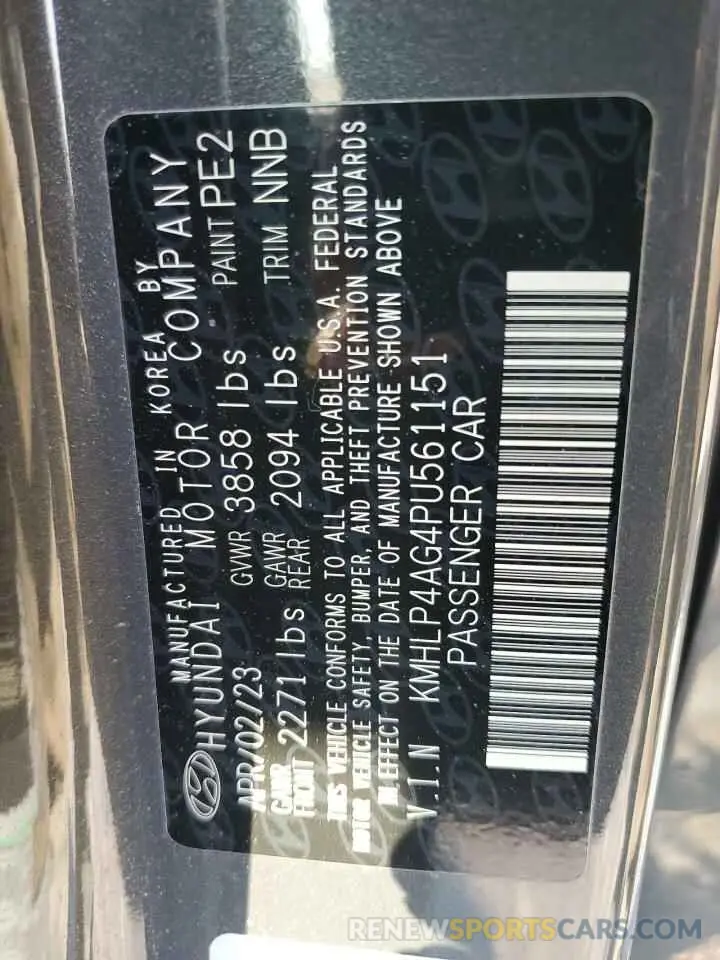 MANUFACTURED IN KOREA BY
HYUNDAI MOTOR COMPANY
APR/02/23 GVWR 3858 lbs PAINT PE2
GAWR FRONT 2271 lbs GAWR REAR 2094 lbs TRIM NNB
THIS VEHICLE CONFORMS TO ALL APPLICABLE U.S.A. FEDERAL
MOTOR VEHICLE SAFETY, BUMPER, AND THEFT PREVENTION STANDARDS
IN EFFECT ON THE DATE OF MANUFACTURE SHOWN ABOVE
V.I.N KMHLP4AG4PU561151
PASSENGER CAR
RENEWSPORTSCARS.COM